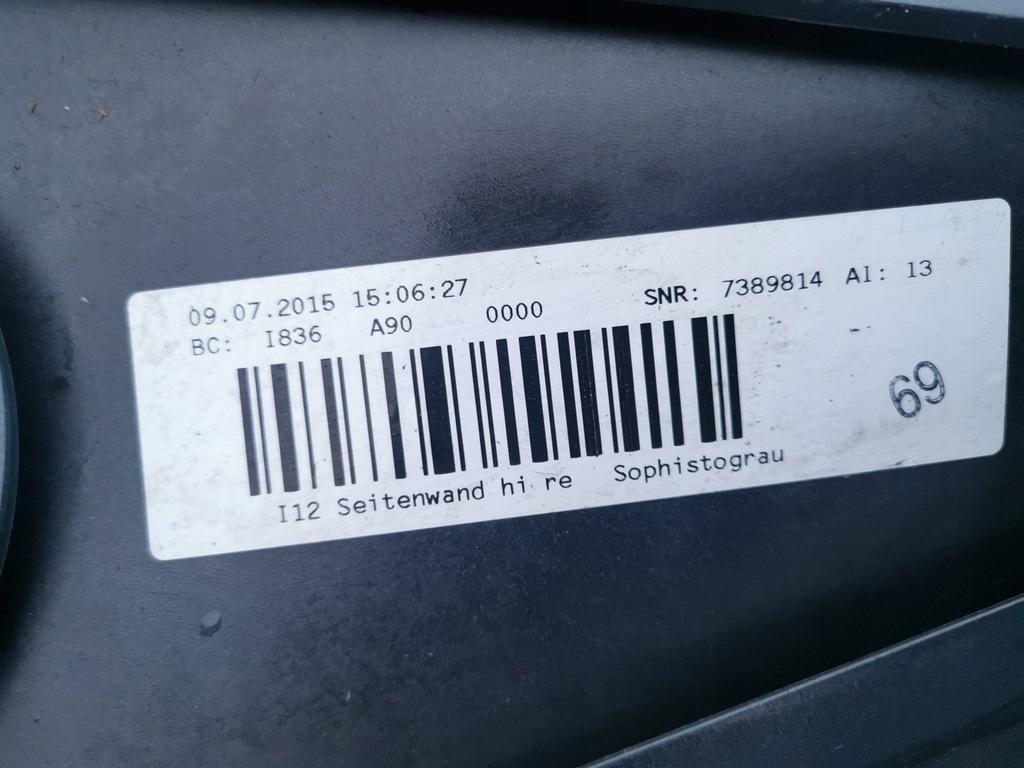 09.07.2015 15:06:27
SNR: 7389814 AI: 13
BC: I836 A90 0000
69
I12 Seitenwand hi re Sophistograu